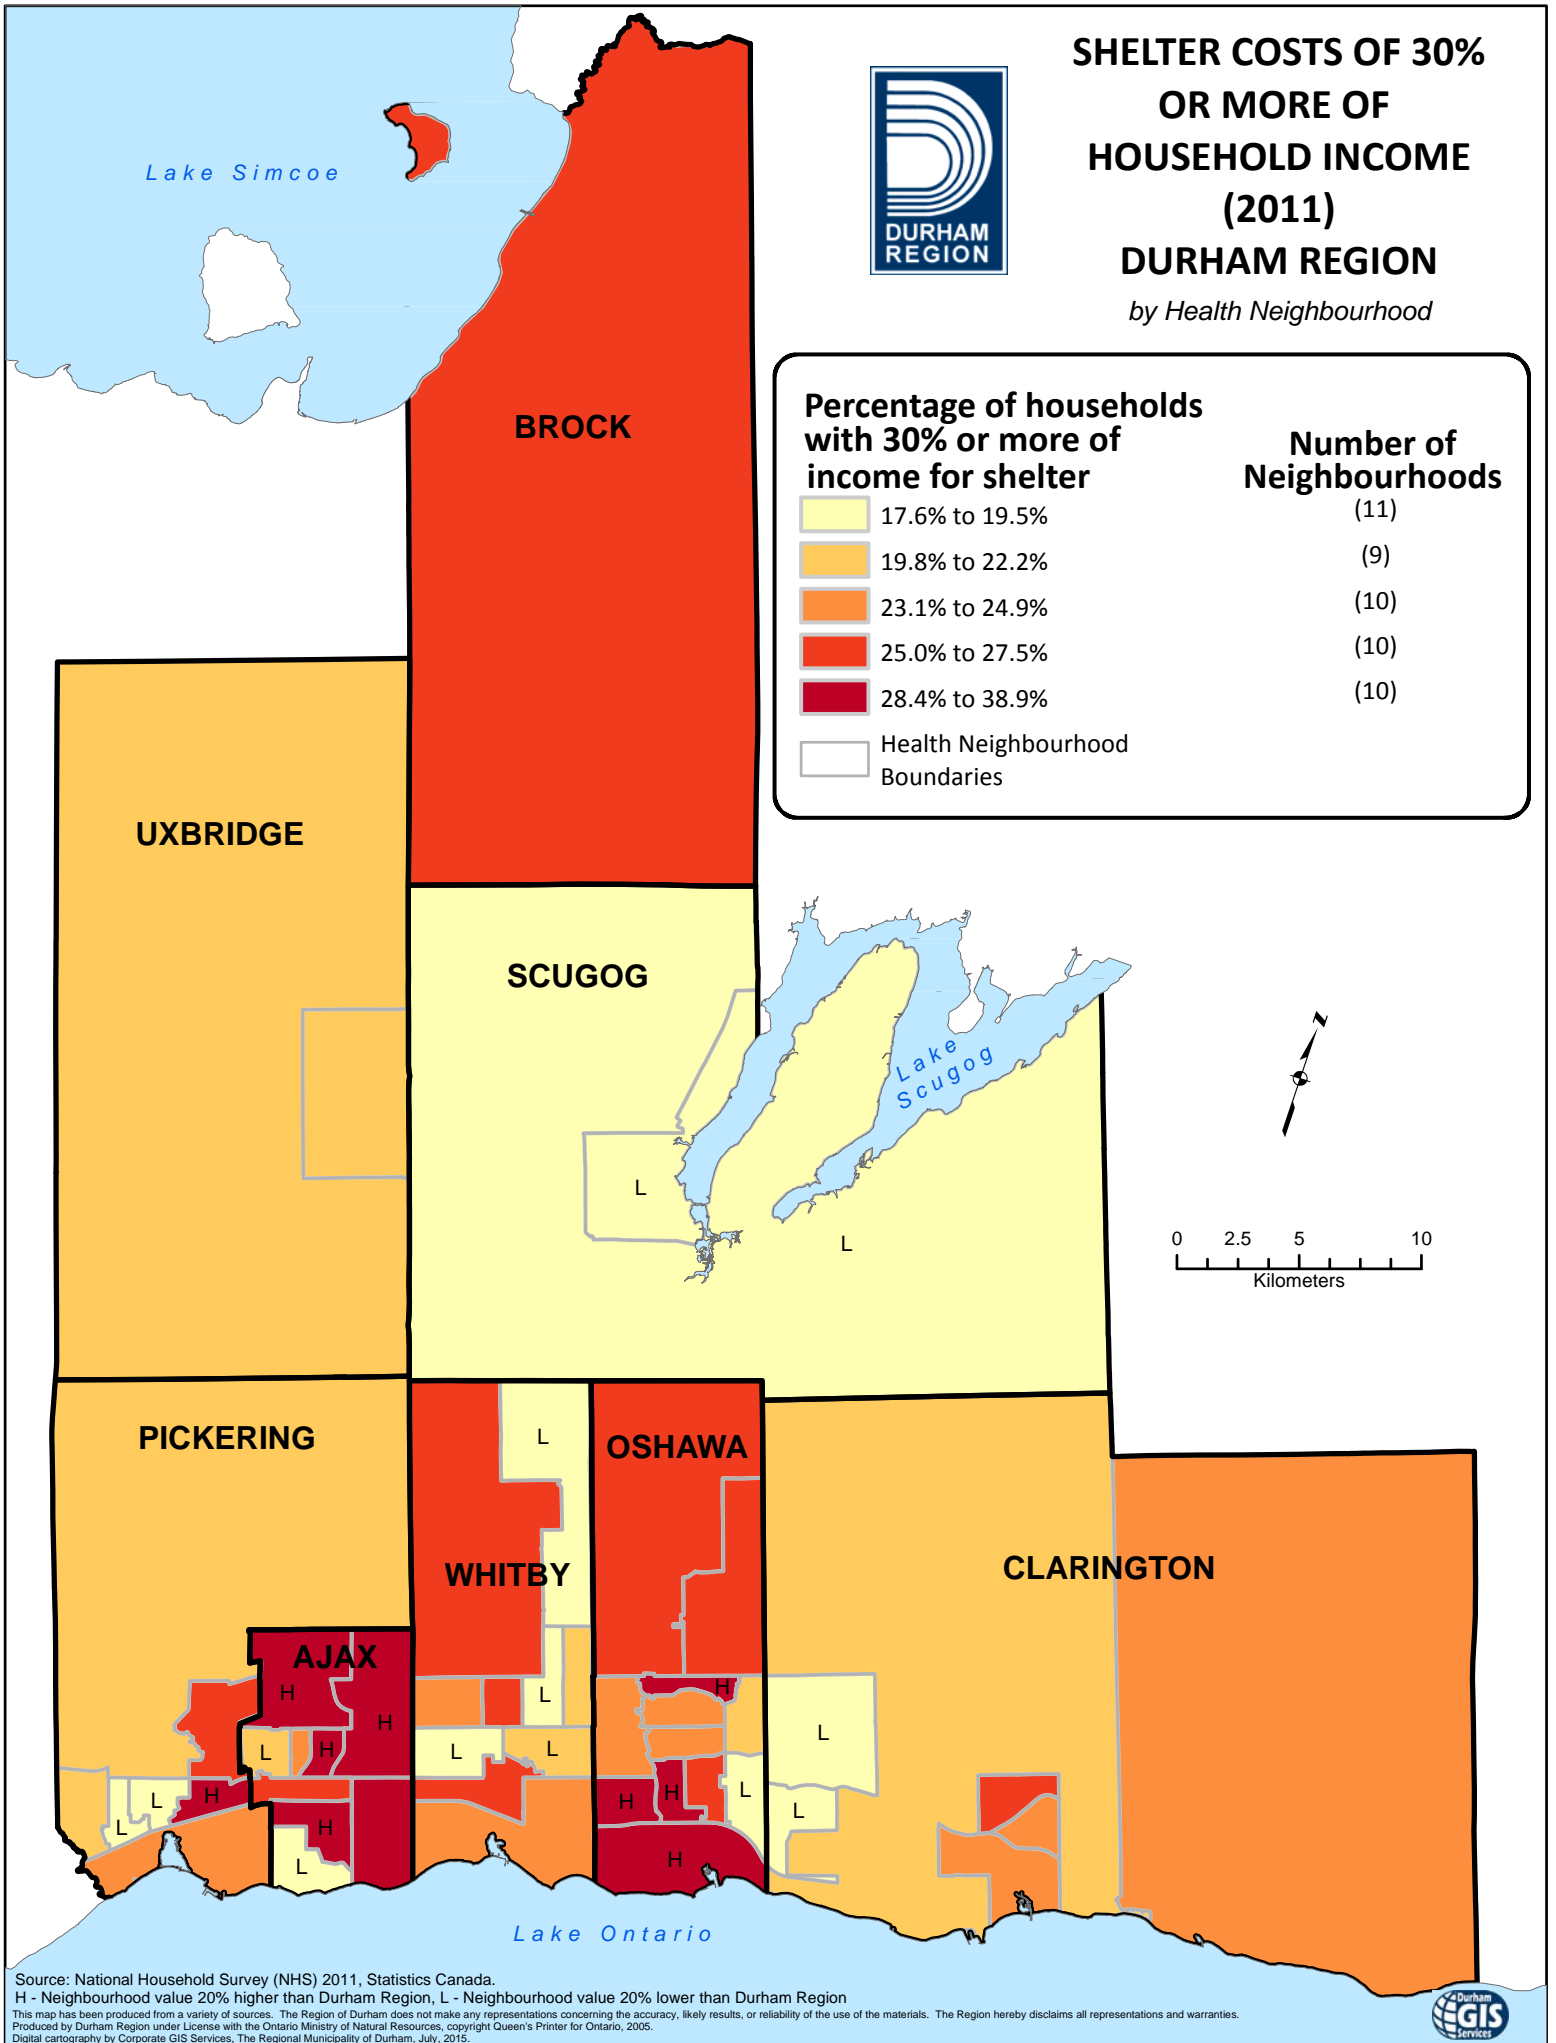 SHELTER COSTS OF 30%
OR MORE OF
HOUSEHOLD INCOME
(2011)
DURHAM REGION
by Health Neighbourhood
DURHAM
REGION
Lake Simcoe
Percentage of households
with 30% or more of
income for shelter
Number of
Neighbourhoods
17.6% to 19.5% (11)
19.8% to 22.2% (9)
23.1% to 24.9% (10)
25.0% to 27.5% (10)
28.4% to 38.9% (10)
Health Neighbourhood
Boundaries
BROCK
UXBRIDGE
SCUGOG
Lake
Scugog
N
L
L
0 2.5 5 10
Kilometers
PICKERING
L
OSHAWA
WHITBY
CLARINGTON
AJAX
H
H
L
H
H
L
H
L
L
L
L
H
L
L
H
H
L
L
H
L
H
L
Lake Ontario
Source: National Household Survey (NHS) 2011, Statistics Canada.
H - Neighbourhood value 20% higher than Durham Region, L - Neighbourhood value 20% lower than Durham Region
This map has been produced from a variety of sources. The Region of Durham does not make any representations concerning the accuracy, likely results, or reliability of the use of the materials. The Region hereby disclaims all representations and warranties.
Produced by Durham Region under License with the Ontario Ministry of Natural Resources, copyright Queen's Printer for Ontario, 2005.
Digital cartography by Corporate GIS Services, The Regional Municipality of Durham, July, 2015.
Durham
GIS
Services